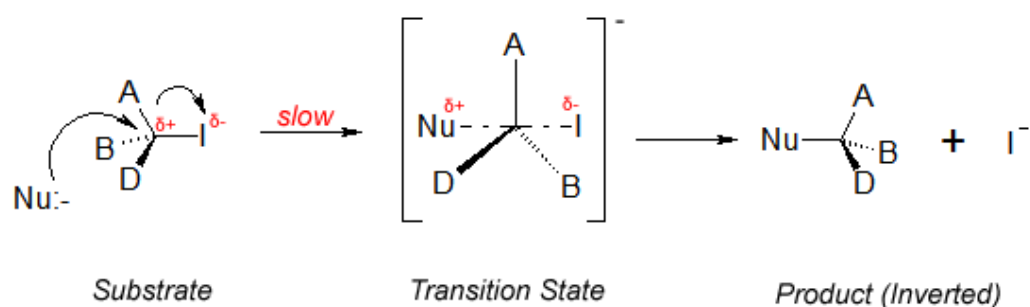 A
δ+
δ-
I
B
D
Nu:-
slow
-
A
δ+
δ-
Nu
I
D
B
A
Nu
B
D
+
I -
Substrate
Transition State
Product (Inverted)